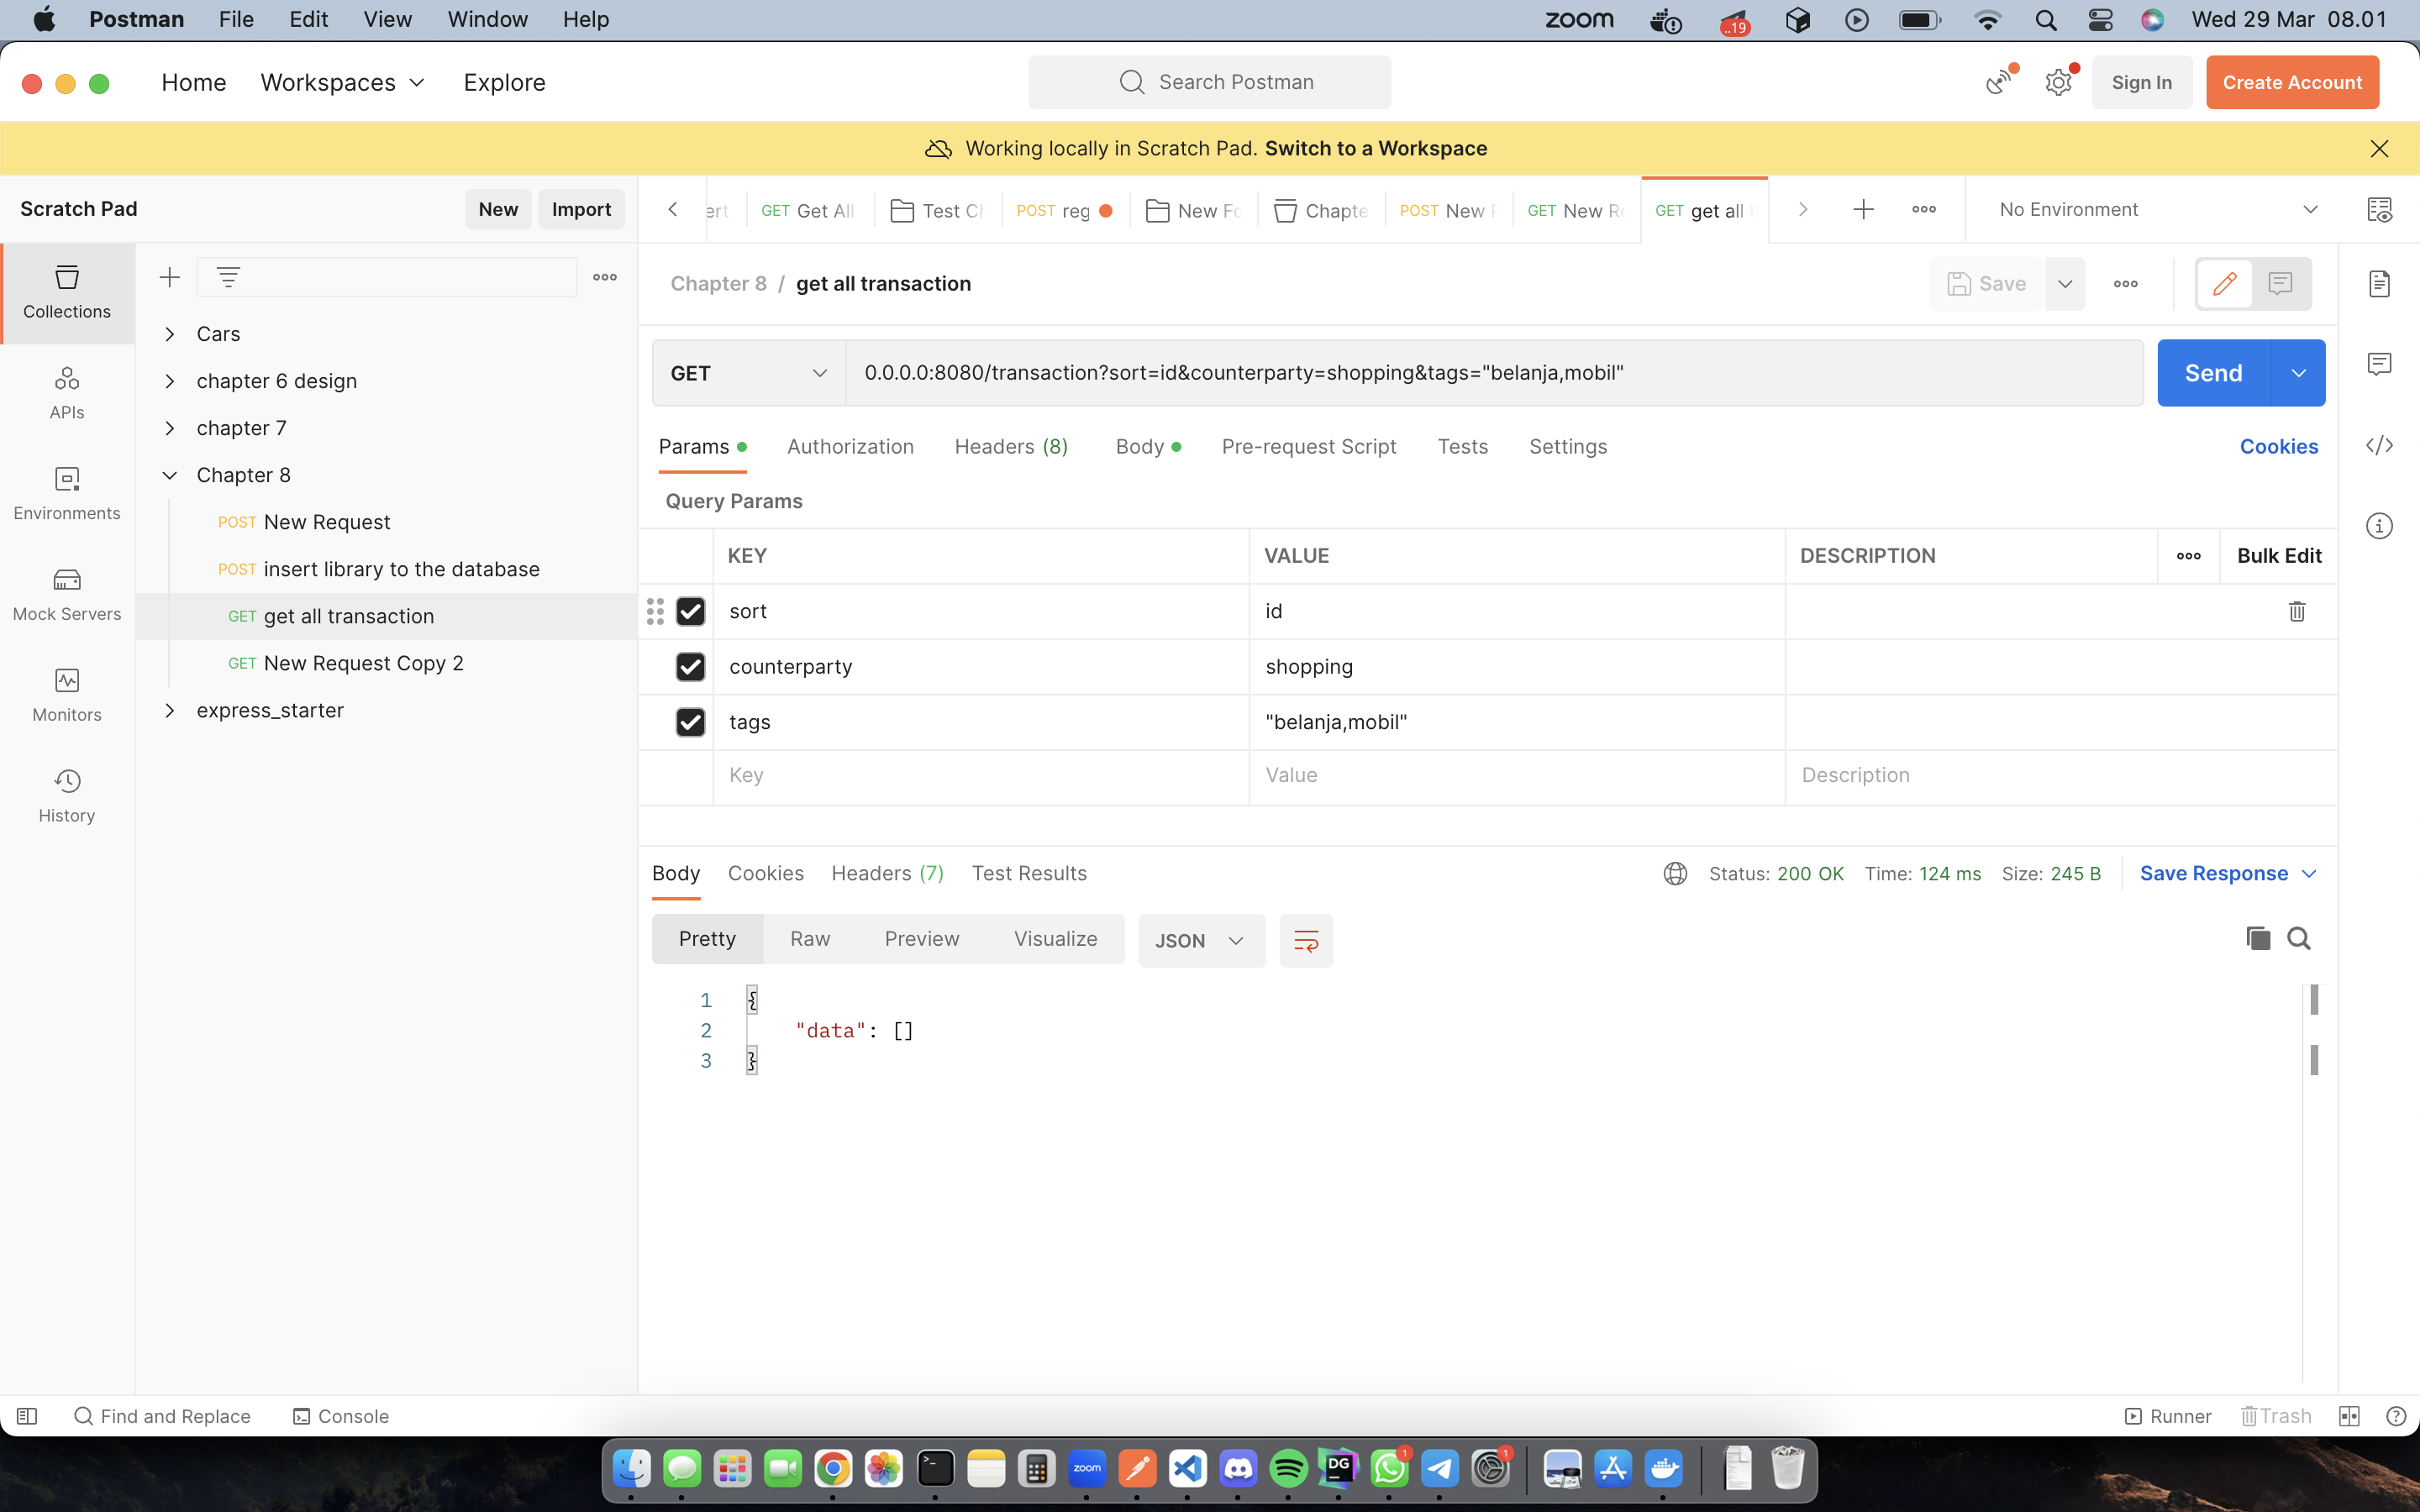 Postman File Edit View Window Help zoom ..19 Wed 29 Mar 08.01
Home Workspaces Explore Search Postman Sign In Create Account
Working locally in Scratch Pad. Switch to a Workspace
Scratch Pad New Import
GET Get All Test Ch POST reg New Fo Chapte POST New GET New Re GET get all No Environment
Collections
APIs
Environments
Mock Servers
Monitors
History
Cars
chapter 6 design
chapter 7
Chapter 8
POST New Request
POST insert library to the database
GET get all transaction
GET New Request Copy 2
express_starter
Chapter 8 / get all transaction Save
GET 0.0.0.0:8080/transaction?sort=id&counterparty=shopping&tags="belanja,mobil" Send
Params Authorization Headers (8) Body Pre-request Script Tests Settings Cookies
Query Params
KEY VALUE DESCRIPTION Bulk Edit
sort id
counterparty shopping
tags "belanja,mobil"
Key Value Description
Body Cookies Headers (7) Test Results Status: 200 OK Time: 124 ms Size: 245 B Save Response
Pretty Raw Preview Visualize JSON
1 {
2 "data": []
3 }
Find and Replace Console Runner Trash
zoom DG 1 1